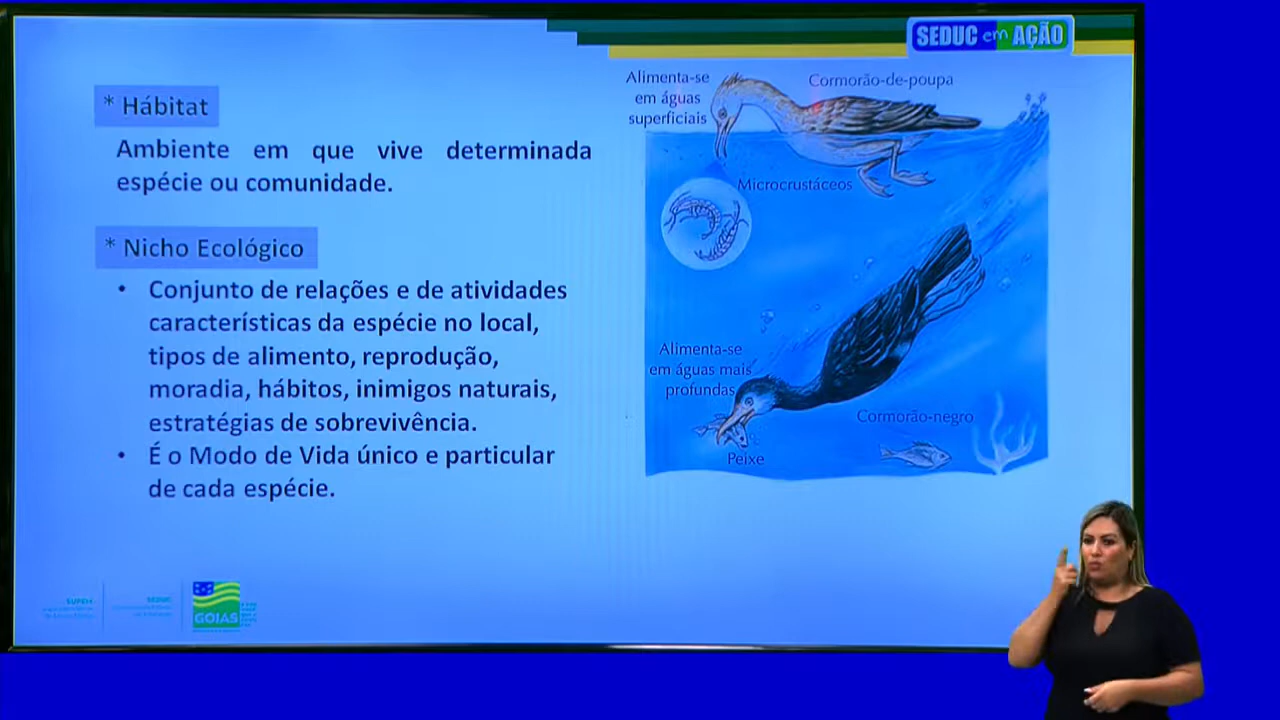 SEDUC em AÇÃO
* Hábitat
Ambiente em que vive determinada
espécie ou comunidade.
* Nicho Ecológico
• Conjunto de relações e de atividades
características da espécie no local,
tipos de alimento, reprodução,
moradia, hábitos, inimigos naturais,
estratégias de sobrevivência.
• É o Modo de Vida único e particular
de cada espécie.
Alimenta-se
em águas
superficiais
Cormorão-de-poupa
Microcrustáceos
Alimenta-se
em águas mais
profundas
Cormorão-negro
Peixe
SUPEM
SEDUC
GOIÁS